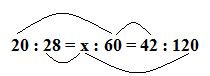 20 : 28 = x : 60 = 42 : 120